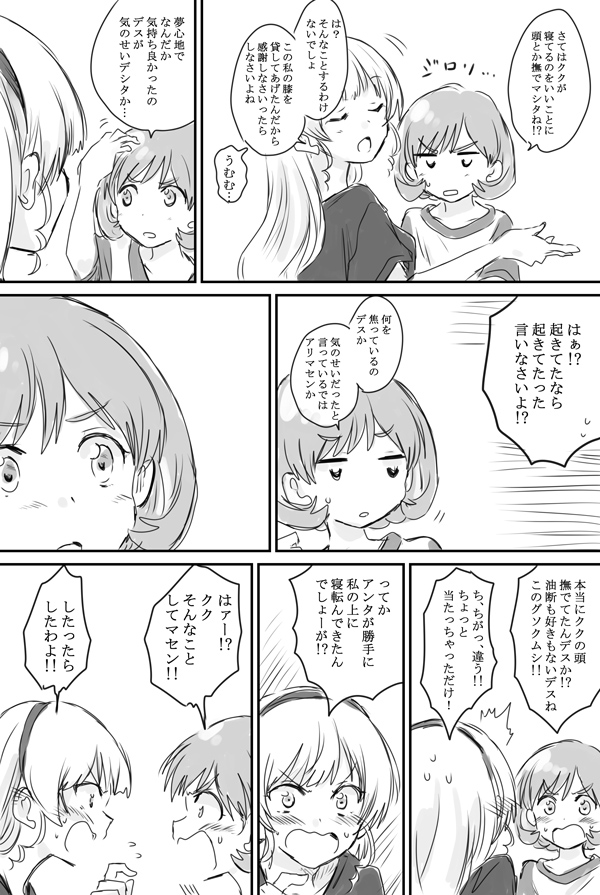 夢心地で
なんだか
気持ち良かったの
デスが
気のせいデシタか…
さてはククが
寝てるのをいいことに
頭とか撫でマシタね!?
ジロリ…
は?
そんなことするわけ
ないでしょ
この私の膝を
貸してあげたんだから
感謝しなさいったら
しなさいよね
うむむ…
はぁ!?
起きてたなら
起きてたった
言いなさいよ!?
何を
焦っているの
デスか
気のせいだったと
言っているでは
アリマセンか
本当にククの頭
撫でてたんデスか!?
油断も好きもないデスね
このグソクムシ!!
ち、ちがっ、違う!!
ちょっと
当たっちゃっただけ!
ってか
アンタが勝手に
私の上に
寝転んできたん
でしょーが!?
はァー!?
クク
そんなこと
してマセン!!
したったら
したわよ!!